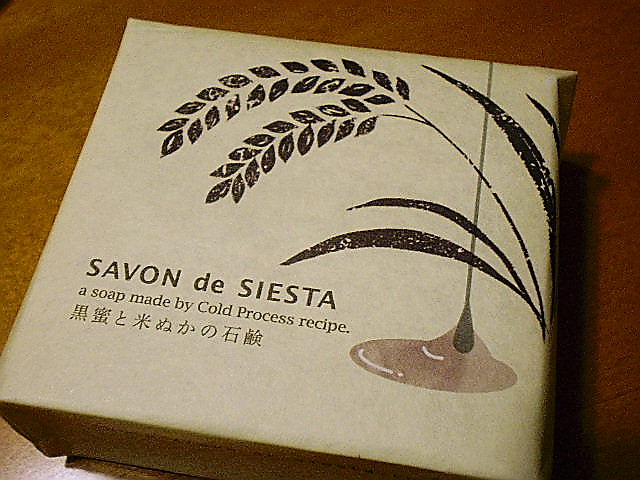 SAVON de SIESTA
a soap made by Cold Process recipe.
黒蜜と米ぬかの石鹸